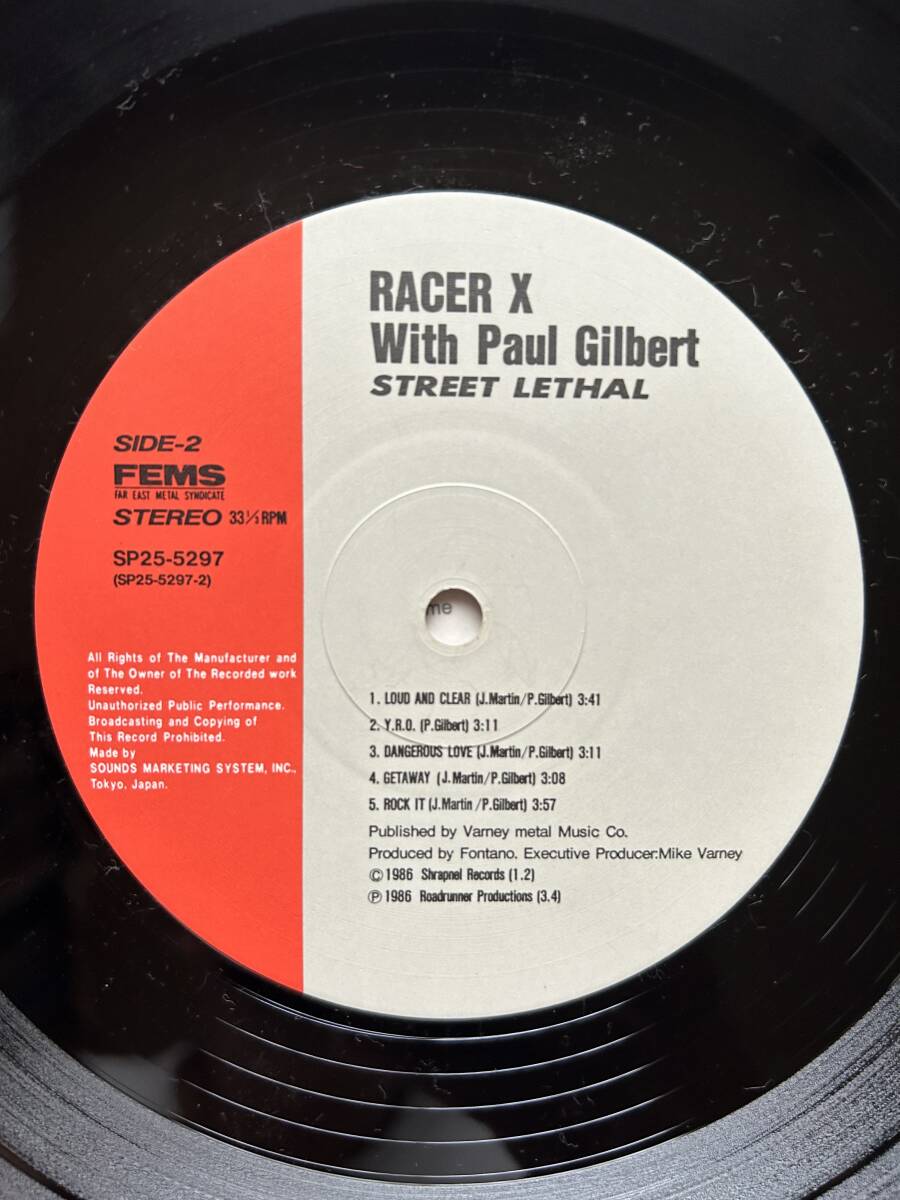 RACER X
With Paul Gilbert
STREET LETHAL
SIDE-2
FEMS
FAR EAST METAL SYNDICATE
STEREO 33 1/3 RPM
SP25-5297
(SP25-5297-2)
All Rights of The Manufacturer and
of The Owner of The Recorded work
Reserved.
Unauthorized Public Performance.
Broadcasting and Copying of
This Record Prohibited.
Made by
SOUNDS MARKETING SYSTEM, INC.,
Tokyo, Japan.
me
1. LOUD AND CLEAR (J.Martin/P.Gilbert) 3:41
2. Y.R.O. (P.Gilbert) 3:11
3. DANGEROUS LOVE (J.Martin/P.Gilbert) 3:11
4. GETAWAY (J.Martin/P.Gilbert) 3:08
5. ROCK IT (J.Martin/P.Gilbert) 3:57
Published by Varney metal Music Co.
Produced by Fontano. Executive Producer:Mike Varney
Ⓒ1986 Shrapnel Records (1.2)
Ⓟ1986 Roadrunner Productions (3.4)